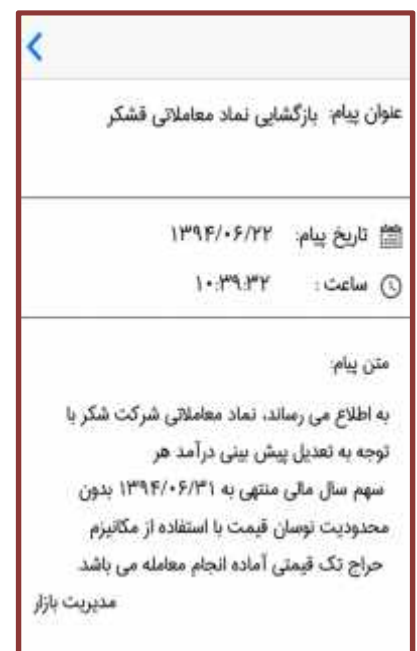 عنوان پیام: بازگشایی نماد معاملاتی قشکر
تاریخ پیام: ۱۳۹۴/۰۶/۲۲
ساعت : ۱۰:۳۹:۳۲
متن پیام:
به اطلاع می رساند، نماد معاملاتی شرکت شکر با
توجه به تعدیل پیش بینی درآمد هر
سهم سال مالی منتهی به ۱۳۹۴/۰۶/۳۱ بدون
محدودیت نوسان قیمت با استفاده از مکانیزم
حراج تک قیمتی آماده انجام معامله می باشد.
مدیریت بازار